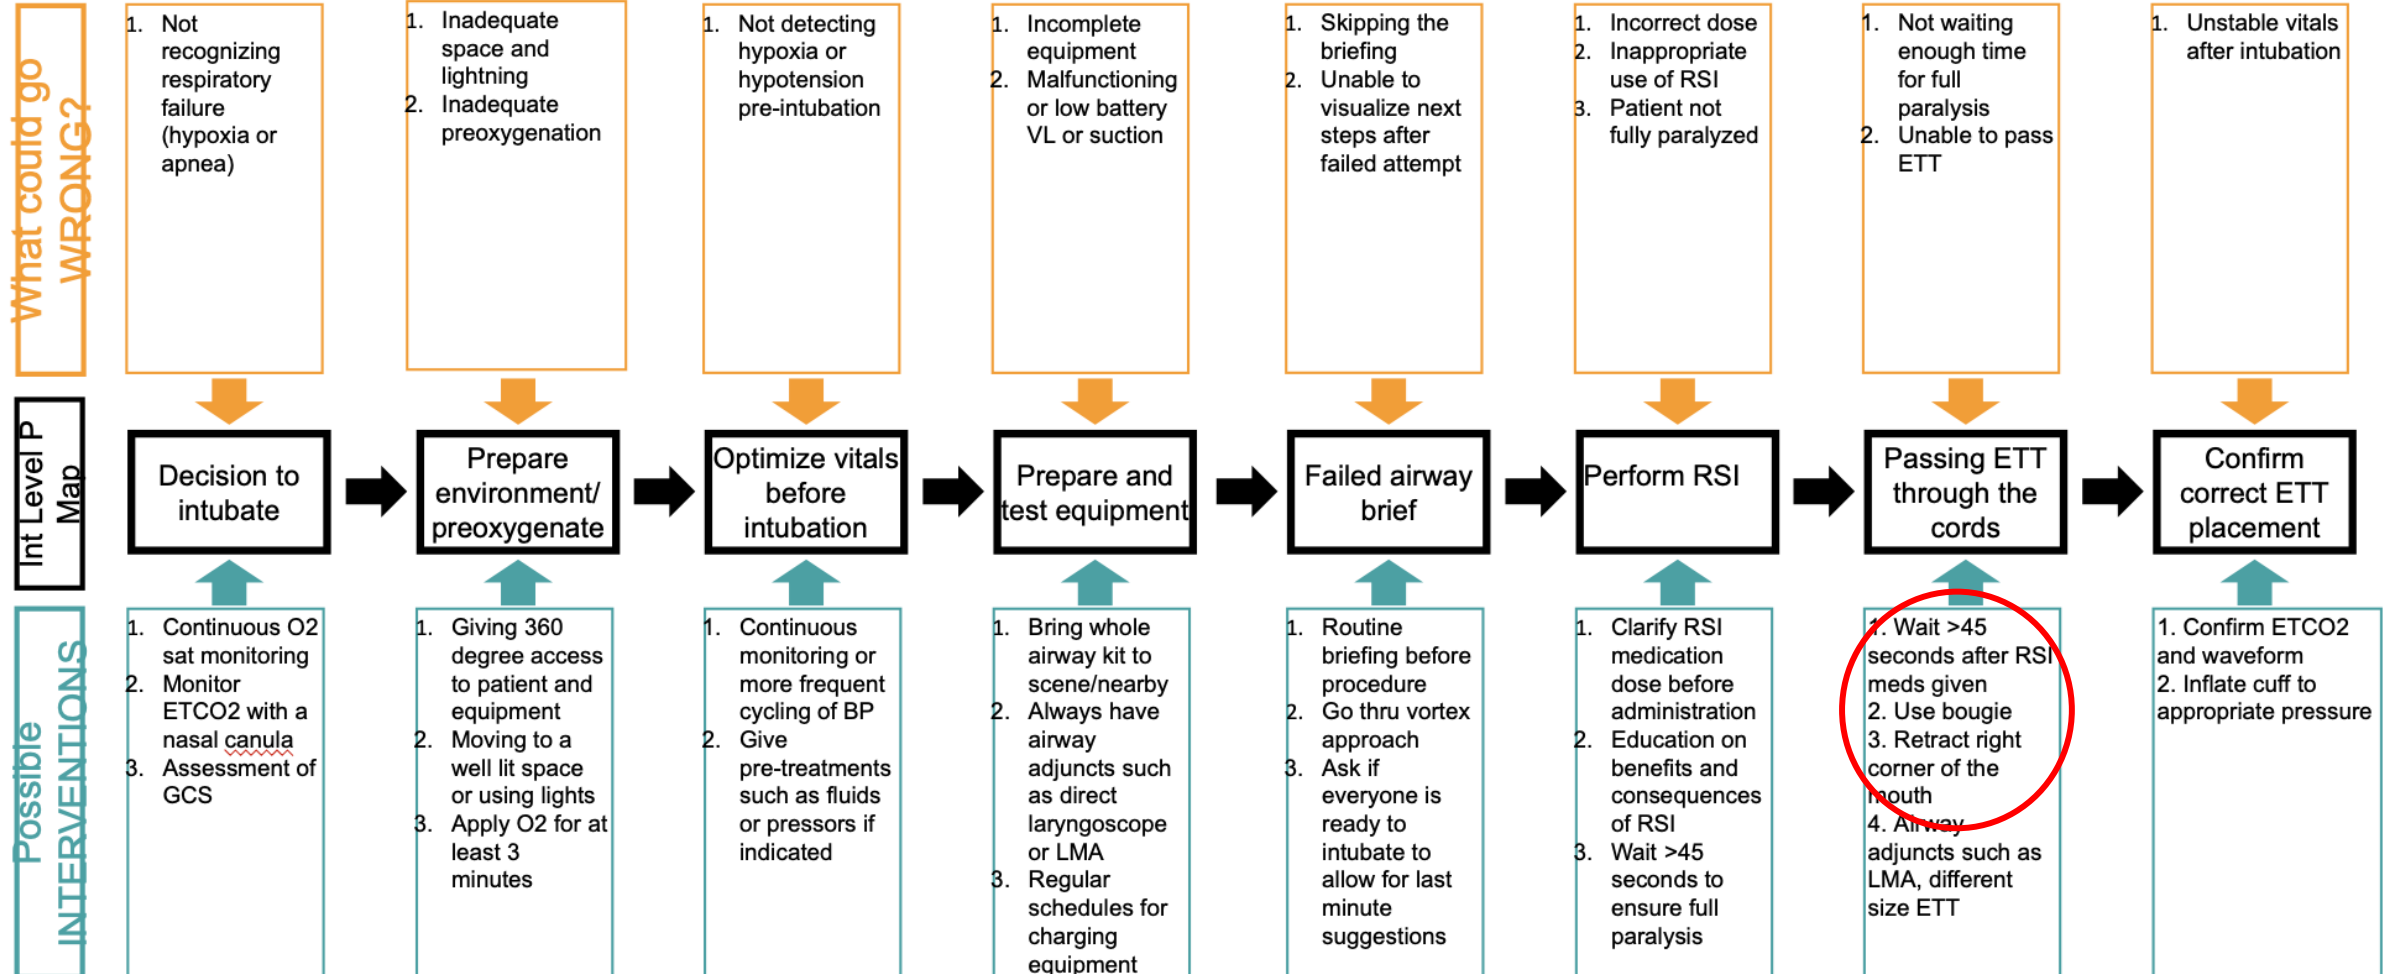 What could go
WRONG?
1. Not
recognizing
respiratory
failure
(hypoxia or
apnea)
1. Inadequate
space and
lightning
2. Inadequate
preoxygenation
1. Not detecting
hypoxia or
hypotension
pre-intubation
1. Incomplete
equipment
2. Malfunctioning
or low battery
VL or suction
1. Skipping the
briefing
2. Unable to
visualize next
steps after
failed attempt
1. Incorrect dose
2. Inappropriate
use of RSI
3. Patient not
fully paralyzed
1. Not waiting
enough time
for full
paralysis
2. Unable to pass
ETT
1. Unstable vitals
after intubation
Int Level P
Map
Decision to
intubate
Prepare
environment/
preoxygenate
Optimize vitals
before
intubation
Prepare and
test equipment
Failed airway
brief
Perform RSI
Passing ETT
through the
cords
Confirm
correct ETT
placement
Possible
INTERVENTIONS
1. Continuous O2
sat monitoring
2. Monitor
ETCO2 with a
nasal canula
3. Assessment of
GCS
1. Giving 360
degree access
to patient and
equipment
2. Moving to a
well lit space
or using lights
3. Apply O2 for at
least 3
minutes
1. Continuous
monitoring or
more frequent
cycling of BP
2. Give
pre-treatments
such as fluids
or pressors if
indicated
1. Bring whole
airway kit to
scene/nearby
2. Always have
airway
adjuncts such
as direct
laryngoscope
or LMA
3. Regular
schedules for
charging
equipment
1. Routine
briefing before
procedure
2. Go thru vortex
approach
3. Ask if
everyone is
ready to
intubate to
allow for last
minute
suggestions
1. Clarify RSI
medication
dose before
administration
2. Education on
benefits and
consequences
of RSI
3. Wait >45
seconds to
ensure full
paralysis
1. Wait >45
seconds after RSI
meds given
2. Use bougie
3. Retract right
corner of the
mouth
4. Airway
adjuncts such as
LMA, different
size ETT
1. Confirm ETCO2
and waveform
2. Inflate cuff to
appropriate pressure